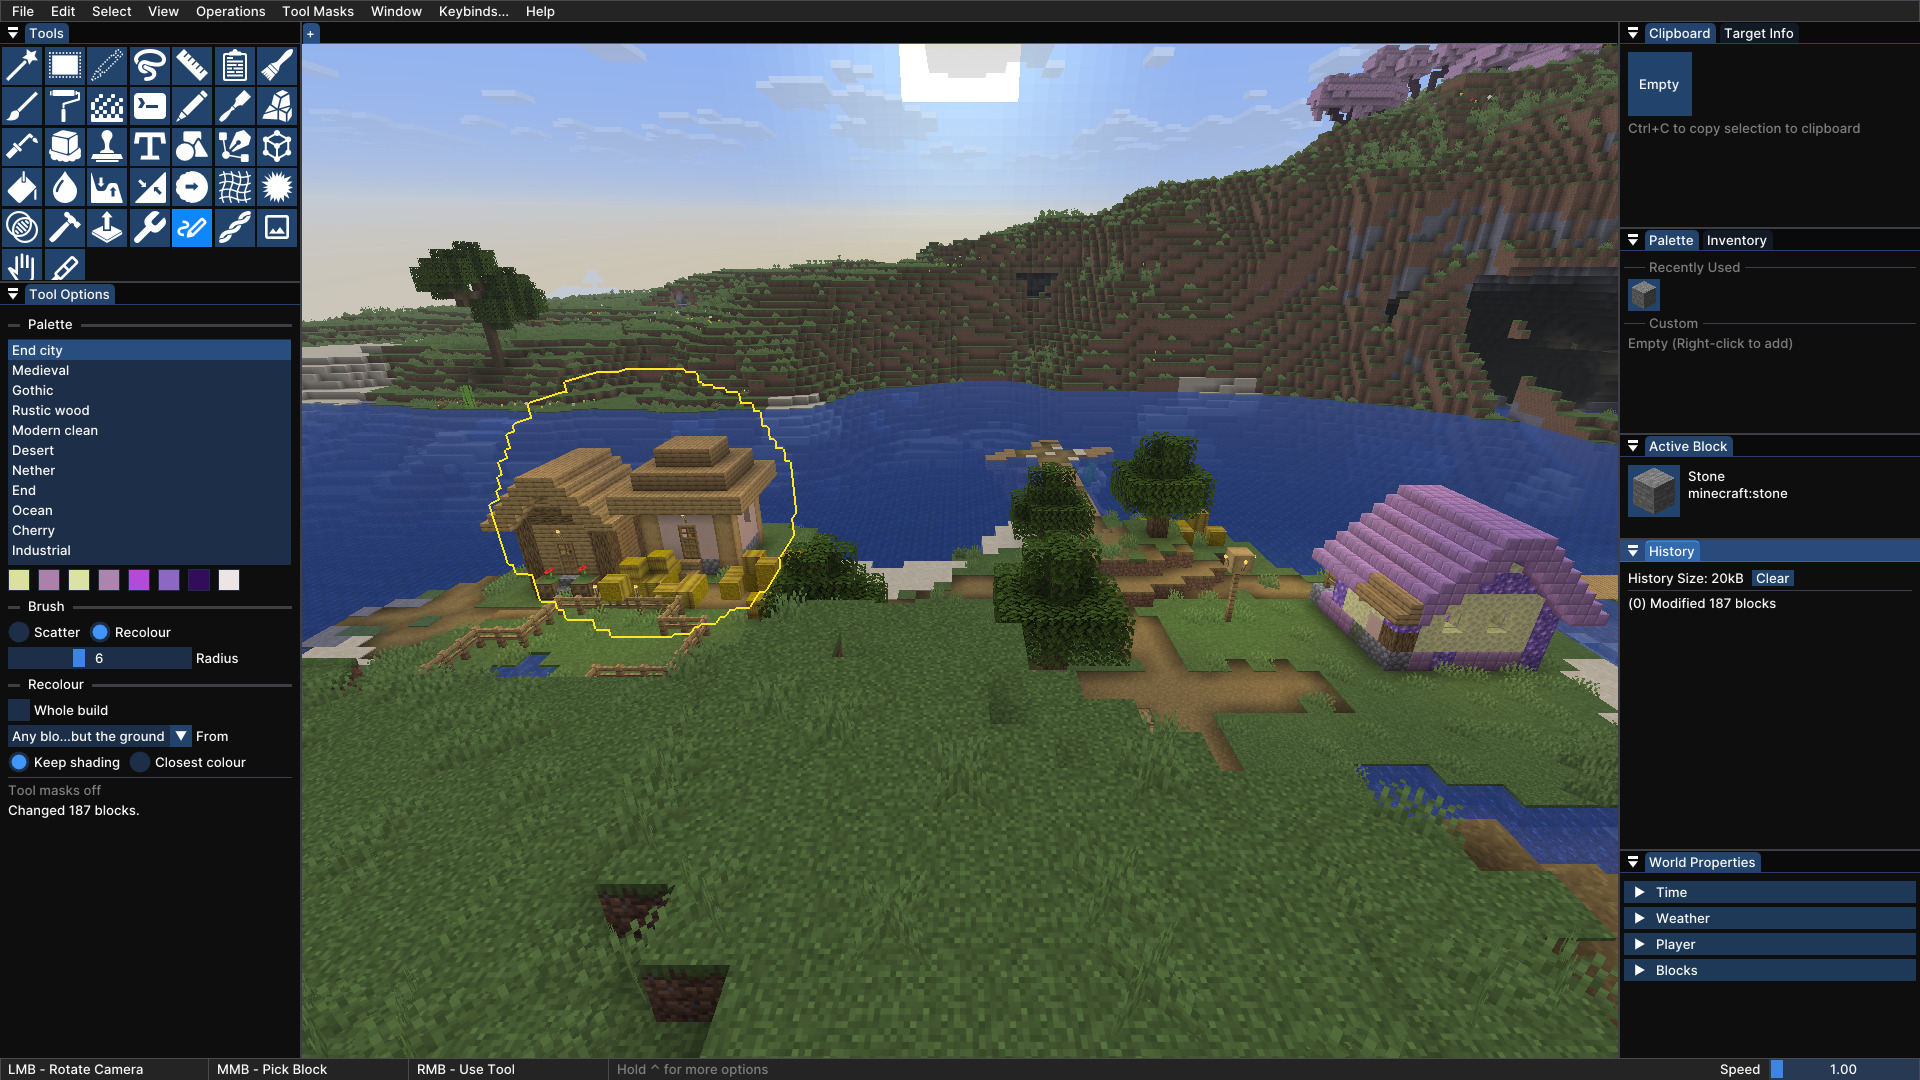 File Edit Select View Operations Tool Masks Window Keybinds... Help
Tools
+
Tool Options
Palette
End city
Medieval
Gothic
Rustic wood
Modern clean
Desert
Nether
End
Ocean
Cherry
Industrial
Brush
Scatter Recolour
6 Radius
Recolour
Whole build
Any blo...but the ground From
Keep shading Closest colour
Tool masks off
Changed 187 blocks.
Clipboard Target Info
Empty
Ctrl+C to copy selection to clipboard
Palette Inventory
Recently Used
Custom
Empty (Right-click to add)
Active Block
Stone
minecraft:stone
History
History Size: 20kB Clear
(0) Modified 187 blocks
World Properties
Time
Weather
Player
Blocks
LMB - Rotate Camera MMB - Pick Block RMB - Use Tool Hold ^ for more options Speed 1.00